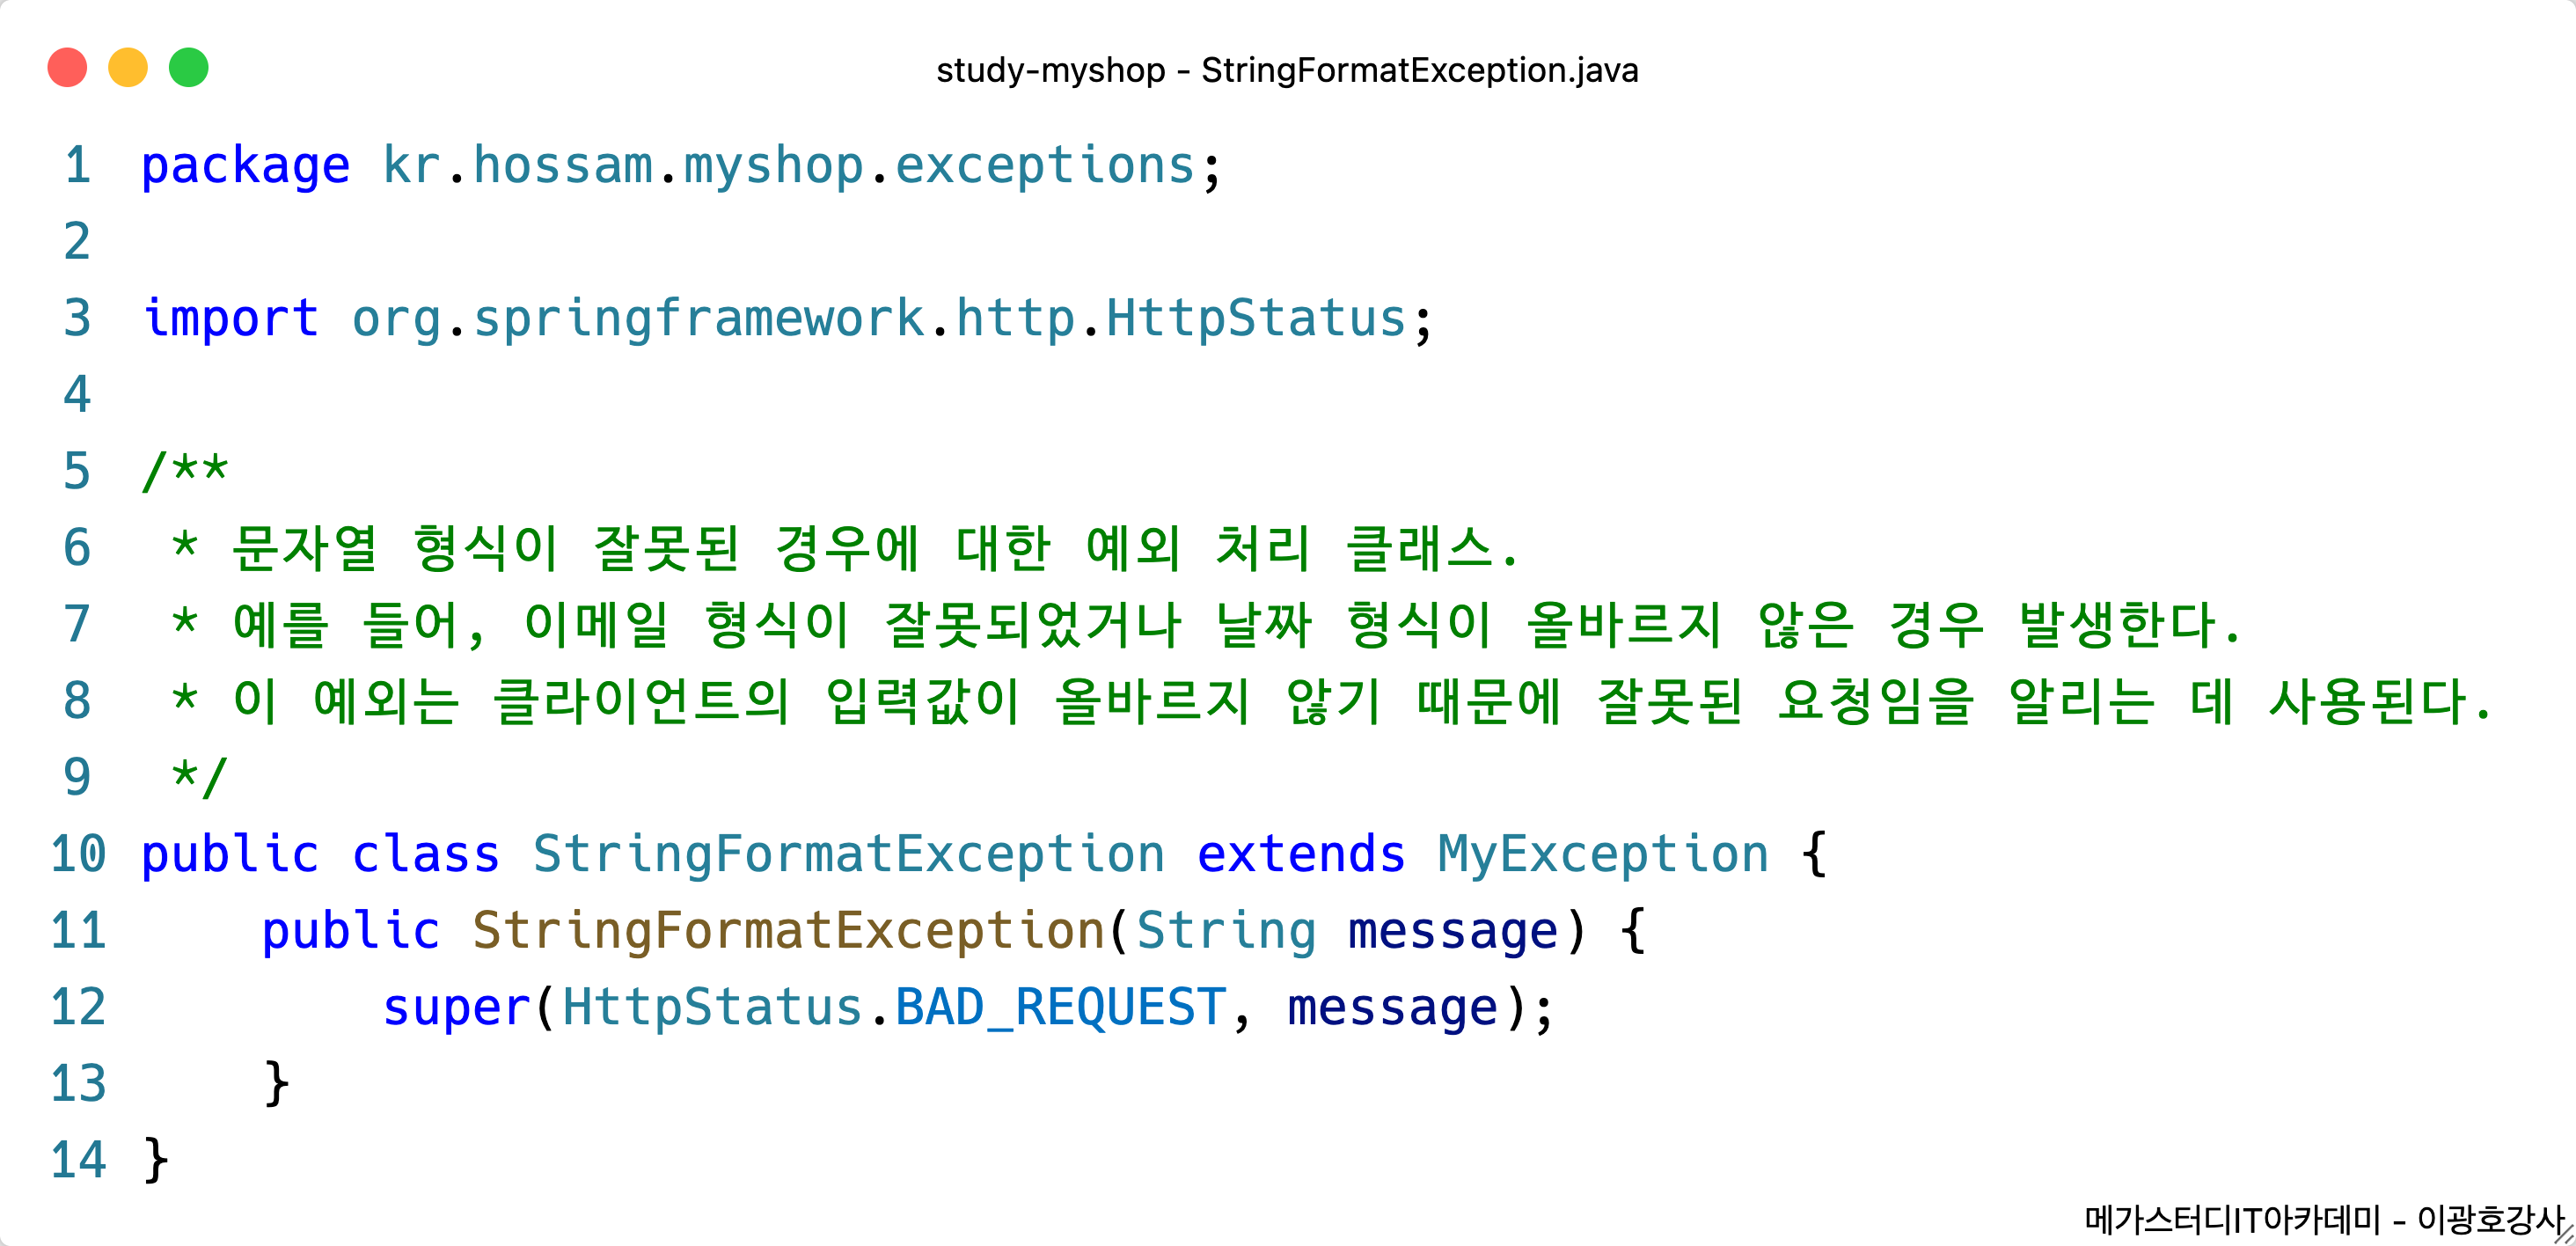 study-myshop - StringFormatException.java
1 package kr.hossam.myshop.exceptions;
2
3 import org.springframework.http.HttpStatus;
4
5 /**
6  * 문자열 형식이 잘못된 경우에 대한 예외 처리 클래스.
7  * 예를 들어, 이메일 형식이 잘못되었거나 날짜 형식이 올바르지 않은 경우 발생한다.
8  * 이 예외는 클라이언트의 입력값이 올바르지 않기 때문에 잘못된 요청임을 알리는 데 사용된다.
9  */
10 public class StringFormatException extends MyException {
11     public StringFormatException(String message) {
12         super(HttpStatus.BAD_REQUEST, message);
13     }
14 }
메가스터디IT아카데미 - 이광호강사